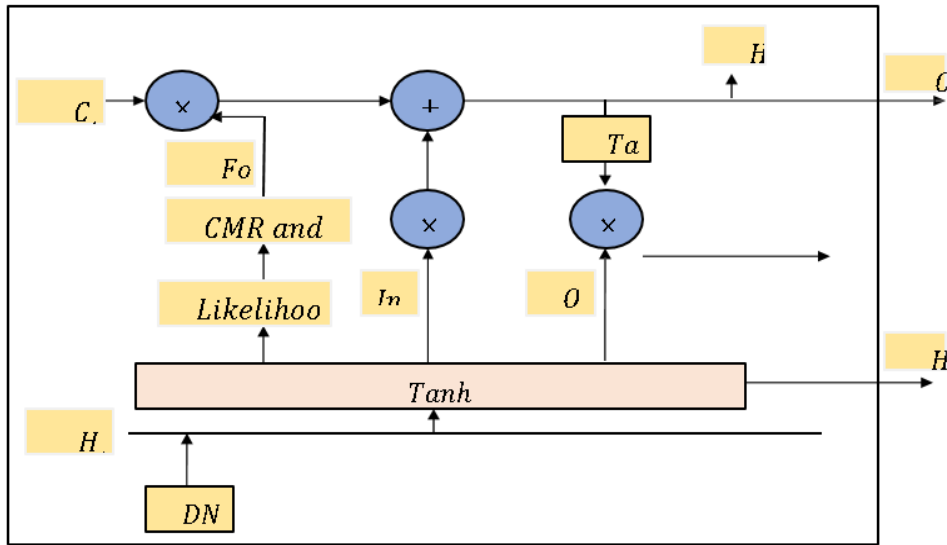 H
C
×
+
Ta
Fo
CMR and
×
×
Likelihoo
In
O
H
Tanh
H
DN